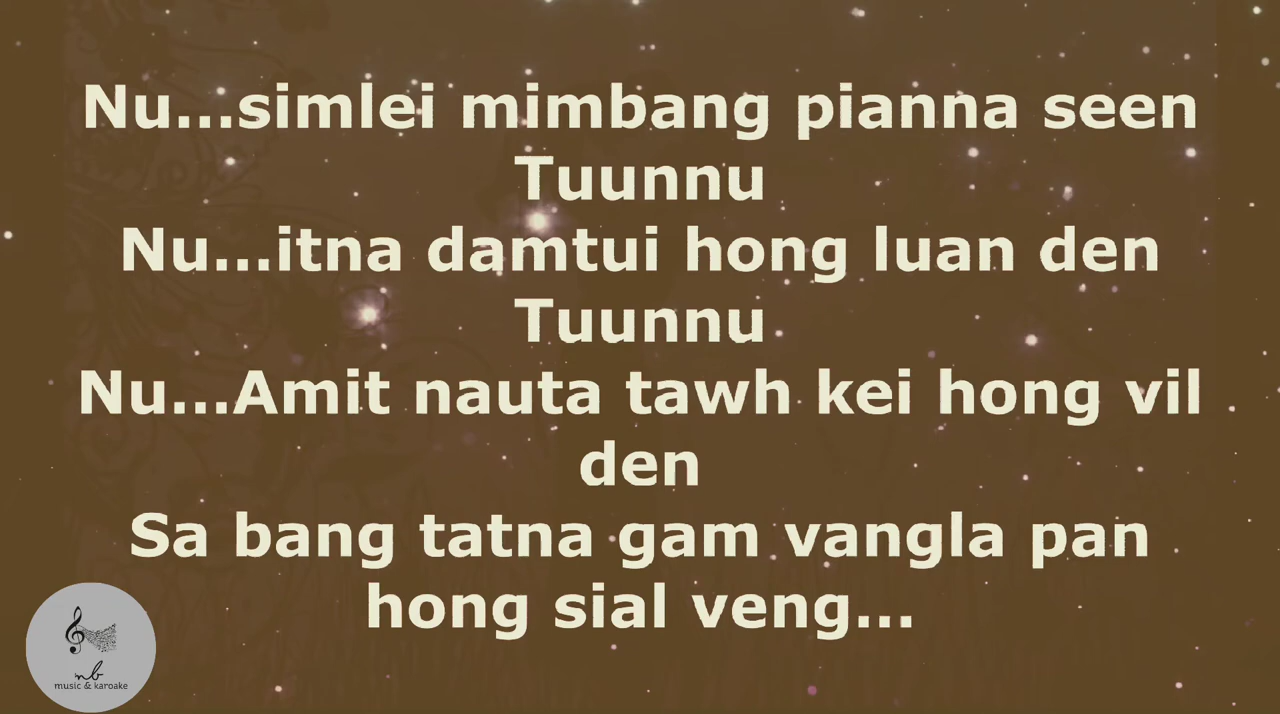 Nu...simlei mimbang pianna seen
Tuunnu
Nu...itna damtui hong luan den
Tuunnu
Nu...Amit nauta tawh kei hong vil
den
Sa bang tatna gam vangla pan
hong sial veng...
nb
music & karoake